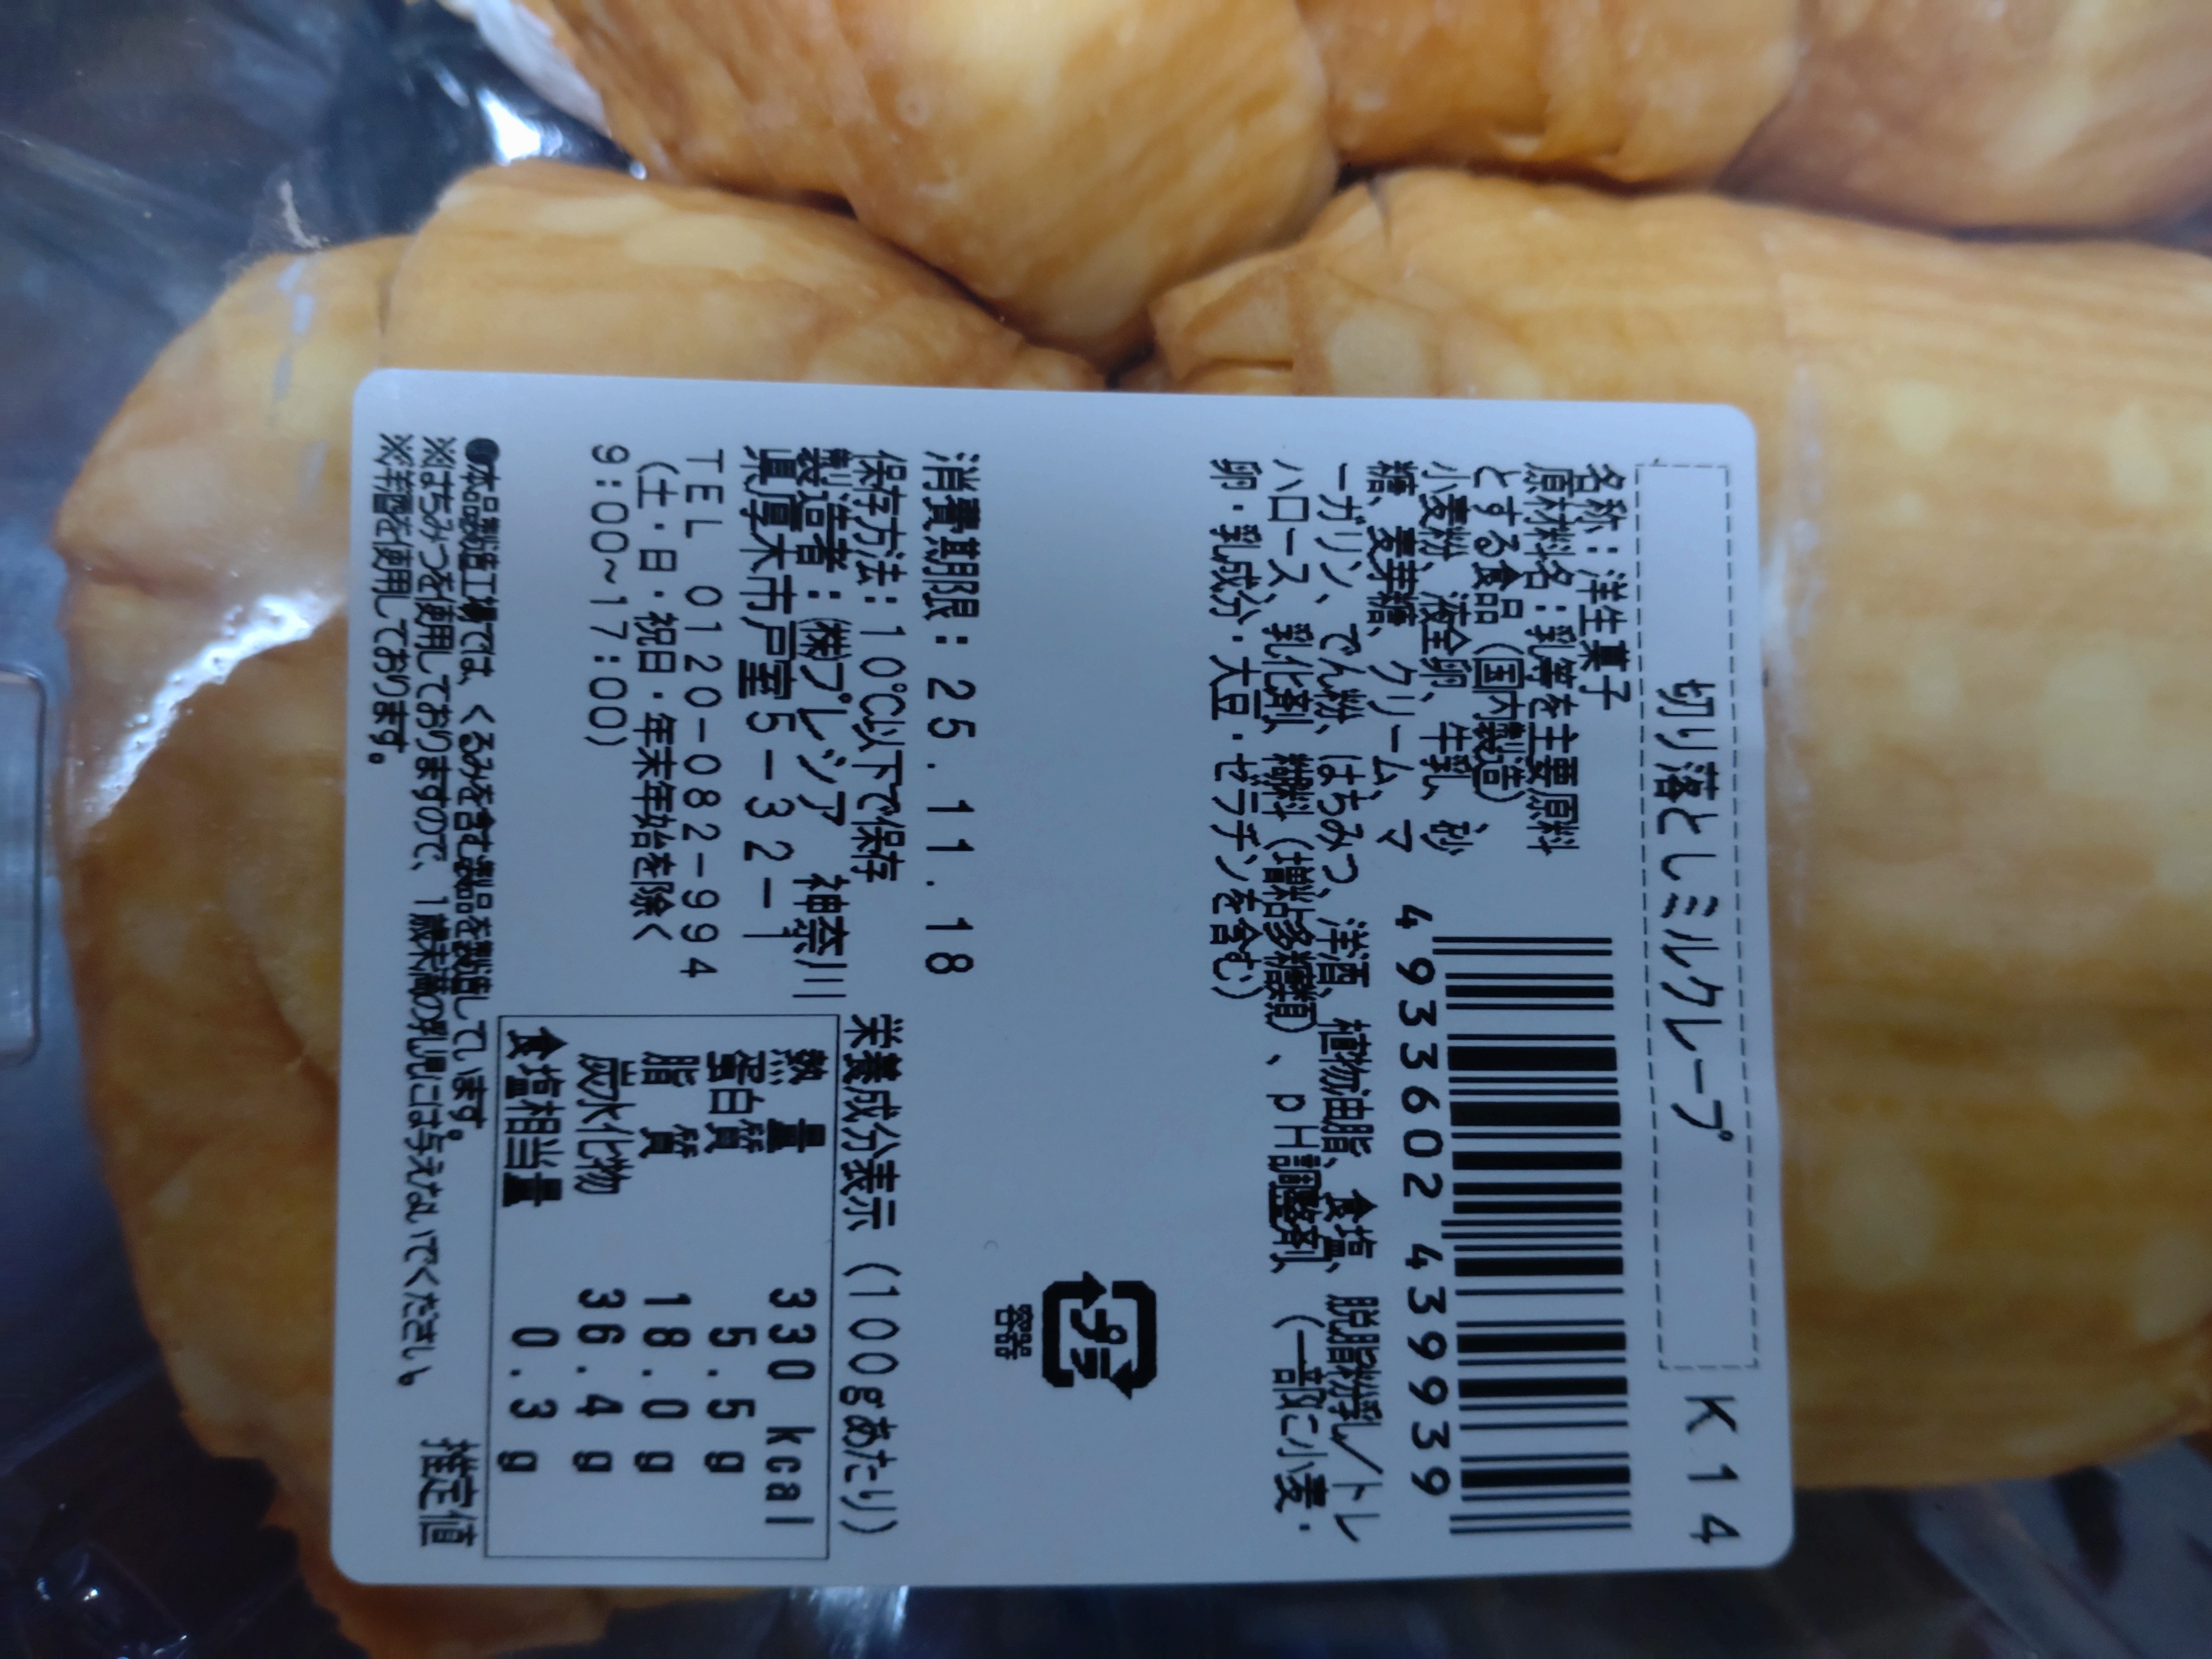 切り落としミルクレープ K14
名称：洋生菓子
原材料名：乳等を主要原料
とする食品（国内製造）、
小麦粉、液全卵、牛乳、砂
糖、麦芽糖、クリーム、マ
ーガリン、でん粉、はちみつ、洋酒、植物油脂、食塩、脱脂粉乳／トレ
ハロース、乳化剤、糊料（増粘多糖類）、pH調整剤、（一部に小麦・
卵・乳成分・大豆・ゼラチンを含む）
4 933602 439939
プラ
容器
消費期限：25.11.18
保存方法：10℃以下で保存
製造者：㈱プレシア　神奈川
県厚木市戸室5-32-1
TEL 0120-082-994
（土・日・祝日・年末年始を除く
9:00~17:00）
栄養成分表示（100gあたり）
熱量 330 kcal
蛋白質 5.5g
脂質 18.0g
炭水化物 36.4g
食塩相当量 0.3g
推定値
●本品製造工場では、くるみを含む製品を製造しています。
※はちみつを使用しておりますので、1歳未満の乳児には与えないでください。
※洋酒を使用しております。